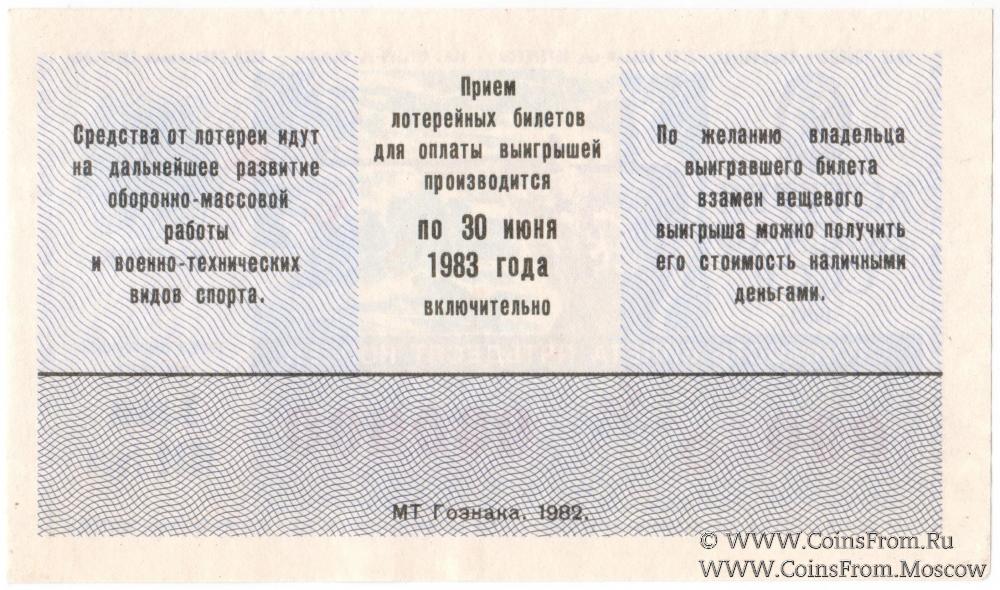 Средства от лотереи идут
на дальнейшее развитие
оборонно-массовой
работы
и военно-технических
видов спорта.
Прием
лотерейных билетов
для оплаты выигрышей
производится
по 30 июня
1983 года
включительно
По желанию владельца
выигравшего билета
взамен вещевого
выигрыша можно получить
его стоимость наличными
деньгами.
МТ Гознака. 1982.
© WWW.CoinsFrom.Ru
WWW.CoinsFrom.Moscow